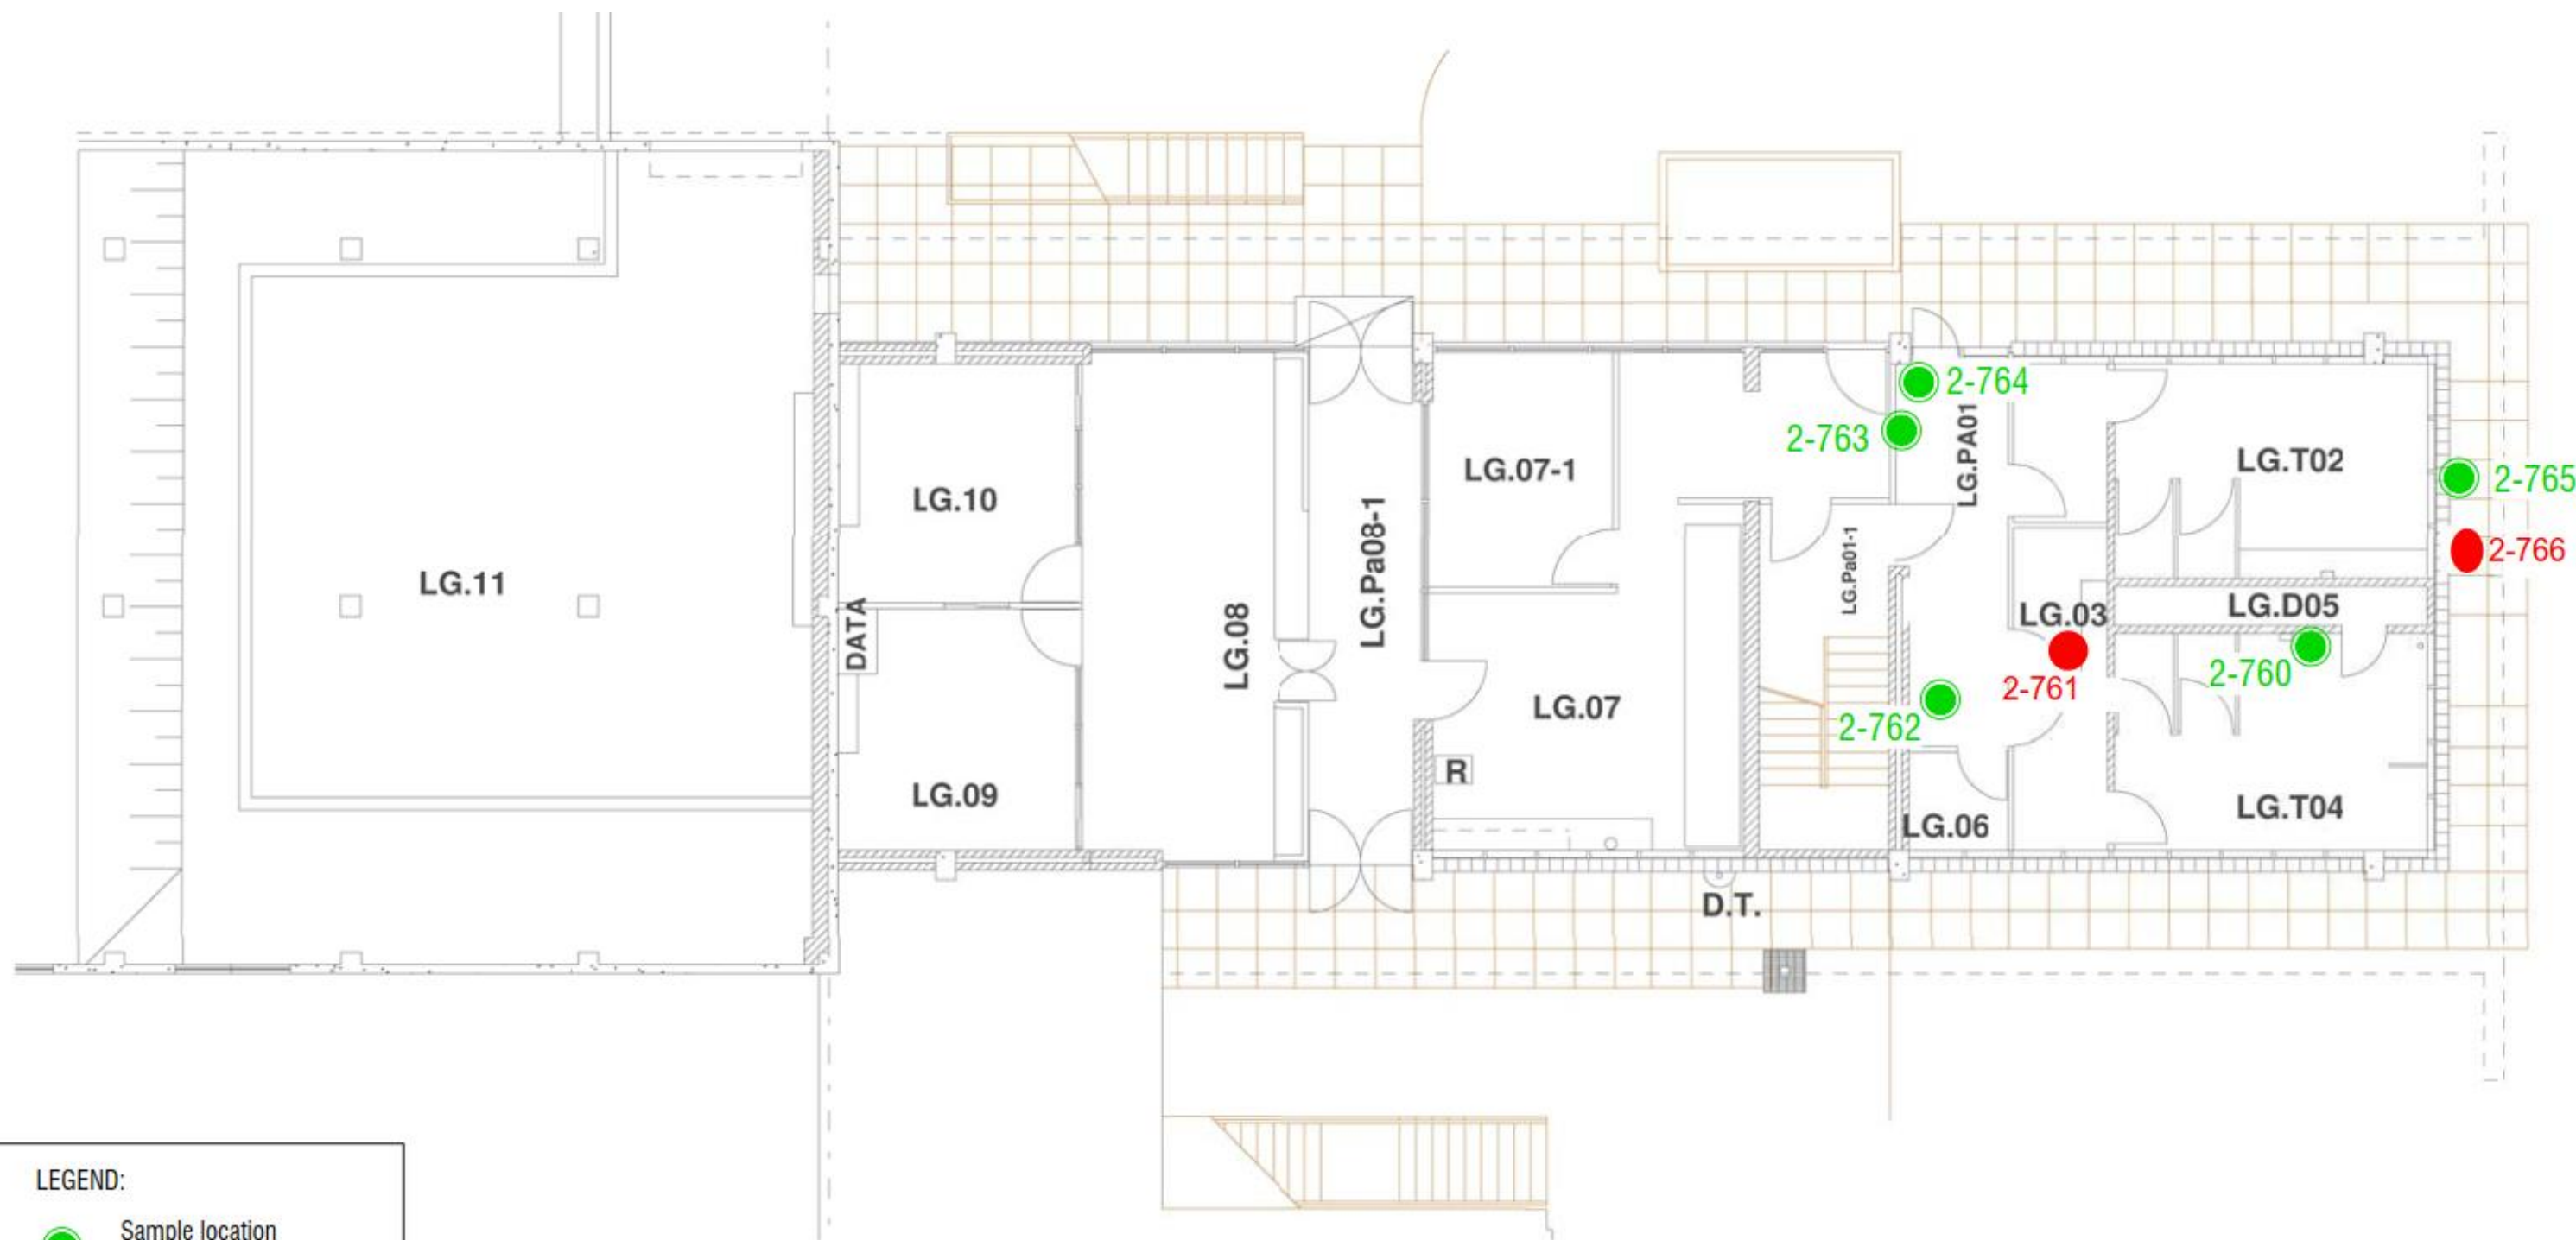 2-764
LG.PA01
2-763
LG.T02
LG.07-1
2-765
LG.10
LG.Pa08-1
LG.Pa01-1
2-766
LG.11
LG.D05
LG.03
DATA
LG.08
2-760
2-761
LG.07
2-762
R
LG.09
LG.T04
LG.06
D.T.
LEGEND:
Sample location